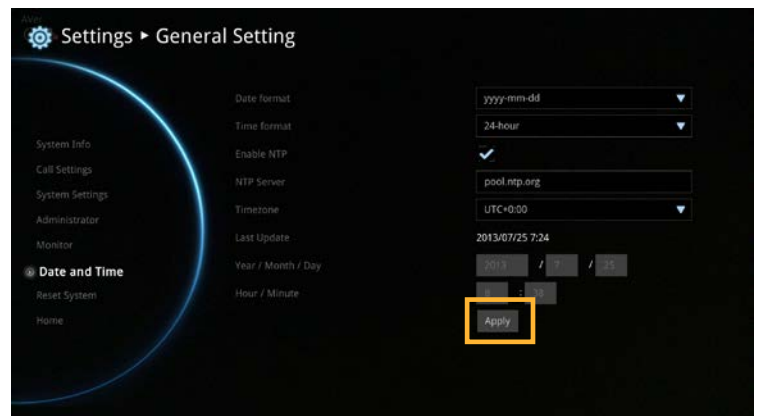 AVer
Settings ▸ General Setting
Date format yyyy-mm-dd
Time format 24-hour
System Info
Enable NTP
Call Settings
NTP Server pool.ntp.org
System Settings
Timezone UTC+0:00
Administrator
Last Update 2013/07/25 7:24
Monitor
Year / Month / Day 2013 / 7 / 25
Date and Time
Hour / Minute 8 : 38
Reset System
Home
Apply